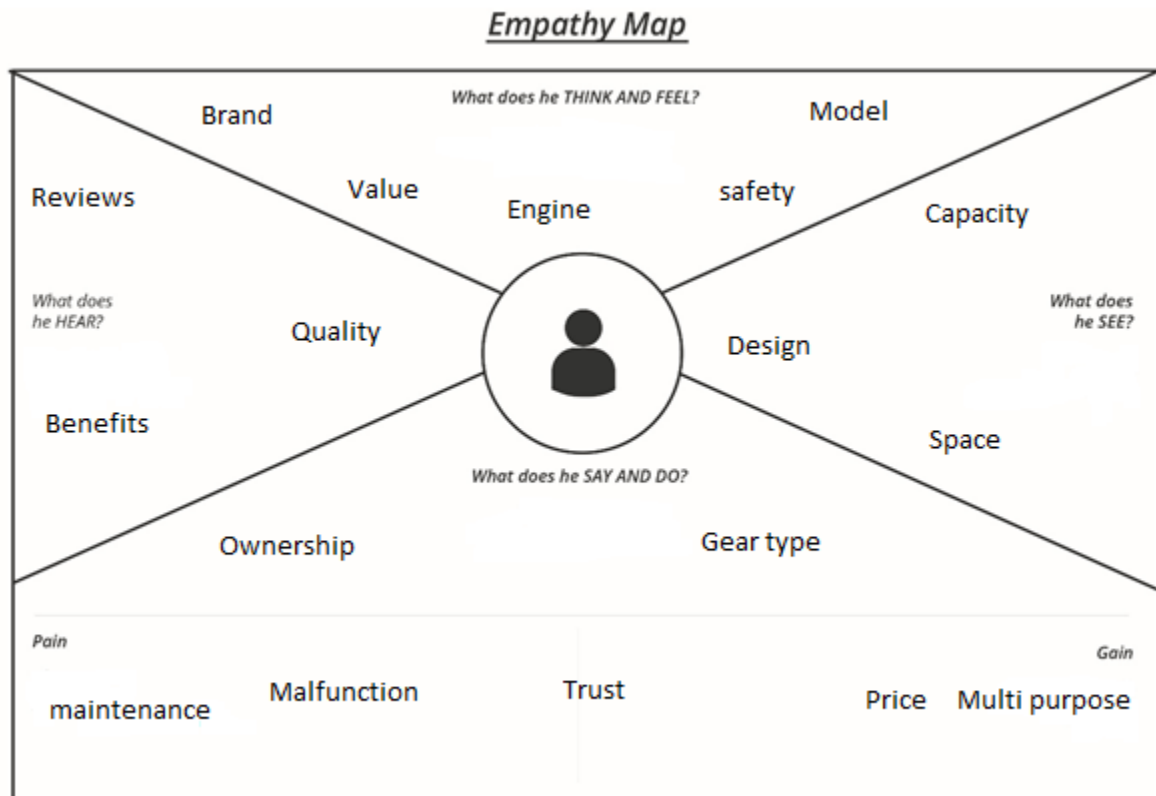 Empathy Map
What does he THINK AND FEEL?
Brand
Model
Value
Engine
safety
Reviews
What does
he HEAR?
Quality
Benefits
Capacity
What does
he SEE?
Design
Space
What does he SAY AND DO?
Ownership
Gear type
Pain
maintenance
Malfunction
Trust
Gain
Price
Multi purpose